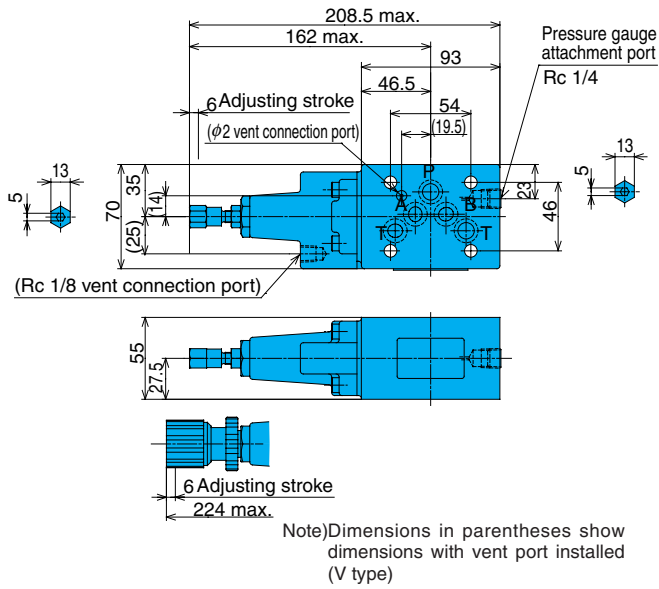 208.5 max.
162 max.
Pressure gauge
attachment port
Rc 1/4
93
46.5
54
6 Adjusting stroke
(19.5)
(φ2 vent connection port)
P
13
5
70
35
(14)
(25)
A
B
T
T
23
46
13
5
(Rc 1/8 vent connection port)
55
27.5
6 Adjusting stroke
224 max.
Note)Dimensions in parentheses show
dimensions with vent port installed
(V type)